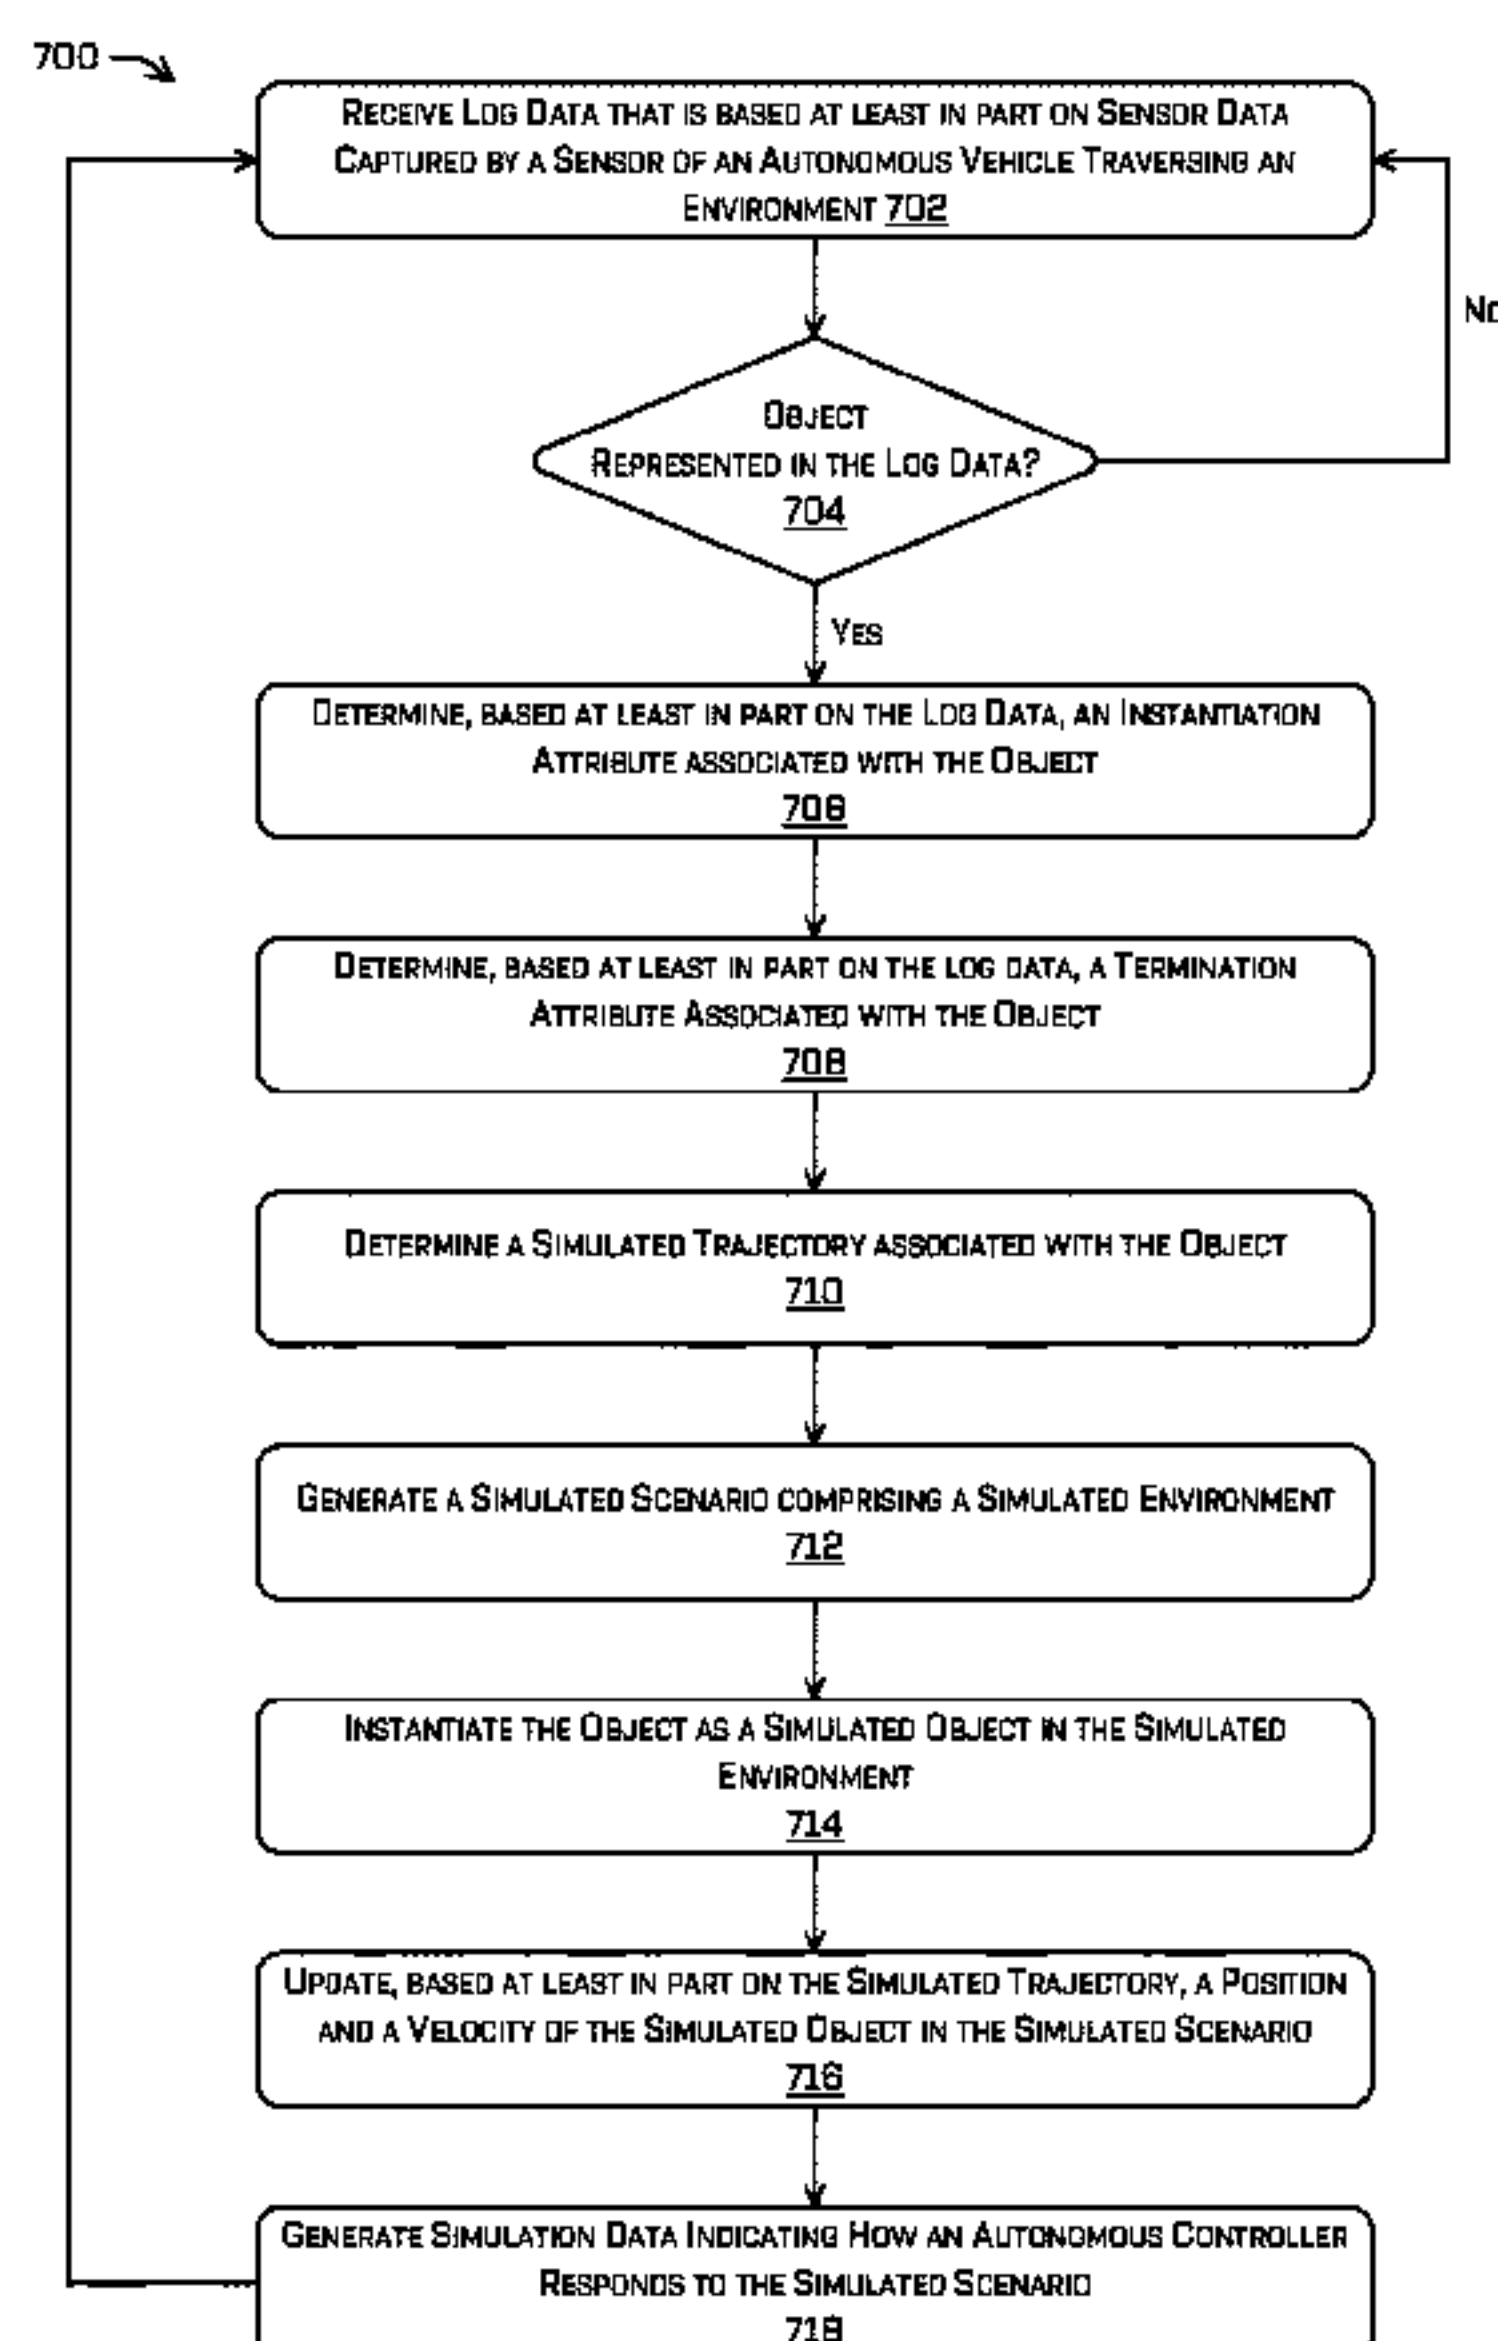 700
RECEIVE LOG DATA THAT IS BASED AT LEAST IN PART ON SENSOR DATA
CAPTURED BY A SENSOR OF AN AUTONOMOUS VEHICLE TRAVERSING AN
ENVIRONMENT 702
NO
OBJECT
REPRESENTED IN THE LOG DATA?
704
YES
DETERMINE, BASED AT LEAST IN PART ON THE LOG DATA, AN INSTANTIATION
ATTRIBUTE ASSOCIATED WITH THE OBJECT
706
DETERMINE, BASED AT LEAST IN PART ON THE LOG DATA, A TERMINATION
ATTRIBUTE ASSOCIATED WITH THE OBJECT
708
DETERMINE A SIMULATED TRAJECTORY ASSOCIATED WITH THE OBJECT
710
GENERATE A SIMULATED SCENARIO COMPRISING A SIMULATED ENVIRONMENT
712
INSTANTIATE THE OBJECT AS A SIMULATED OBJECT IN THE SIMULATED
ENVIRONMENT
714
UPDATE, BASED AT LEAST IN PART ON THE SIMULATED TRAJECTORY, A POSITION
AND A VELOCITY OF THE SIMULATED OBJECT IN THE SIMULATED SCENARIO
716
GENERATE SIMULATION DATA INDICATING HOW AN AUTONOMOUS CONTROLLER
RESPONDS TO THE SIMULATED SCENARIO
718